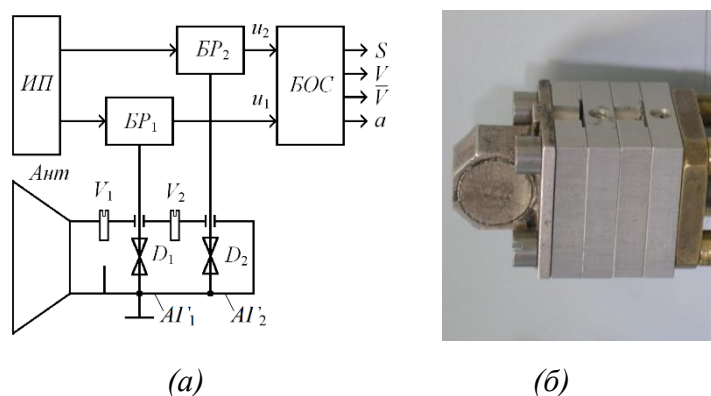 ИП
БР₂
u₂
БР₁
u₁
БОС
S
V
V̅
a
Ант
V₁
V₂
D₁
D₂
АГ₁
АГ₂
(а)
(б)